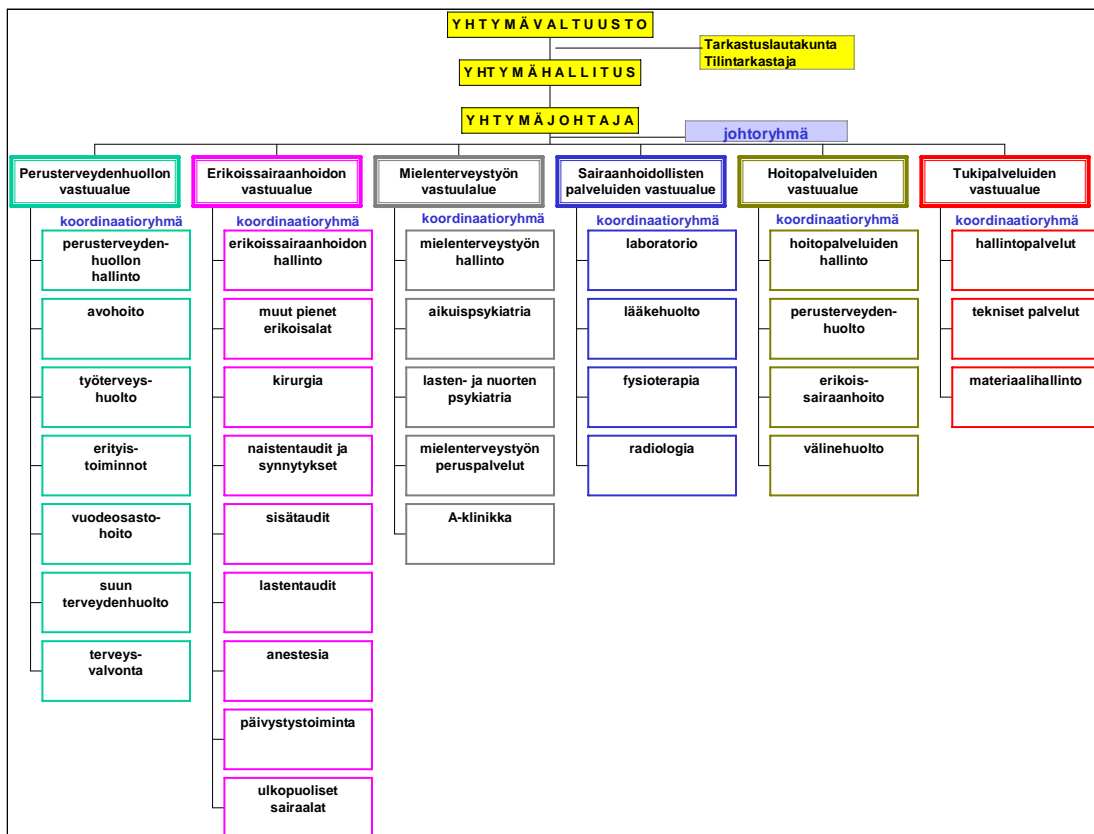 Y H T Y M Ä V A L T U U S T O
Tarkastuslautakunta
Tilintarkastaja
Y H T Y M Ä H A L L I T U S
Y H T Y M Ä J O H T A J A
johtoryhmä
Perusterveydenhuollon
vastuualue
koordinaatioryhmä
perusterveyden-
huollon
hallinto
avohoito
työterveys-
huolto
erityis-
toiminnot
vuodeosasto-
hoito
suun
terveydenhuolto
terveys-
valvonta
Erikoissairaanhoidon
vastuualue
koordinaatioryhmä
erikoissairaanhoidon
hallinto
muut pienet
erikoisalat
kirurgia
naistentaudit ja
synnytykset
sisätaudit
lastentaudit
anestesia
päivystystoiminta
ulkopuoliset
sairaalat
Mielenterveystyön
vastuulalue
koordinaatioryhmä
mielenterveystyön
hallinto
aikuispsykiatria
lasten- ja nuorten
psykiatria
mielenterveystyön
peruspalvelut
A-klinikka
Sairaanhoidollisten
palveluiden vastuualue
koordinaatioryhmä
laboratorio
lääkehuolto
fysioterapia
radiologia
Hoitopalveluiden
vastuualue
koordinaatioryhmä
hoitopalveluiden
hallinto
perusterveyden-
huolto
erikois-
sairaanhoito
välinehuolto
Tukipalveluiden
vastuualue
koordinaatioryhmä
hallintopalvelut
tekniset palvelut
materiaalihallinto